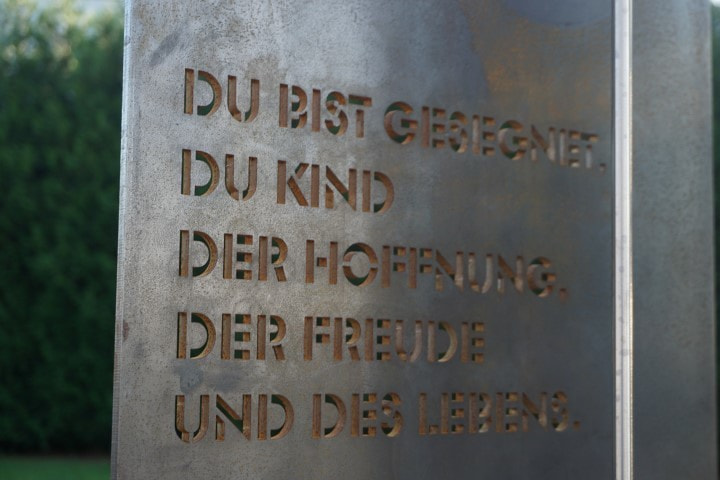 DU BIST GESEGNET.
DU KIND
DER HOFFNUNG,
DER FREUDE
UND DES LEBENS.